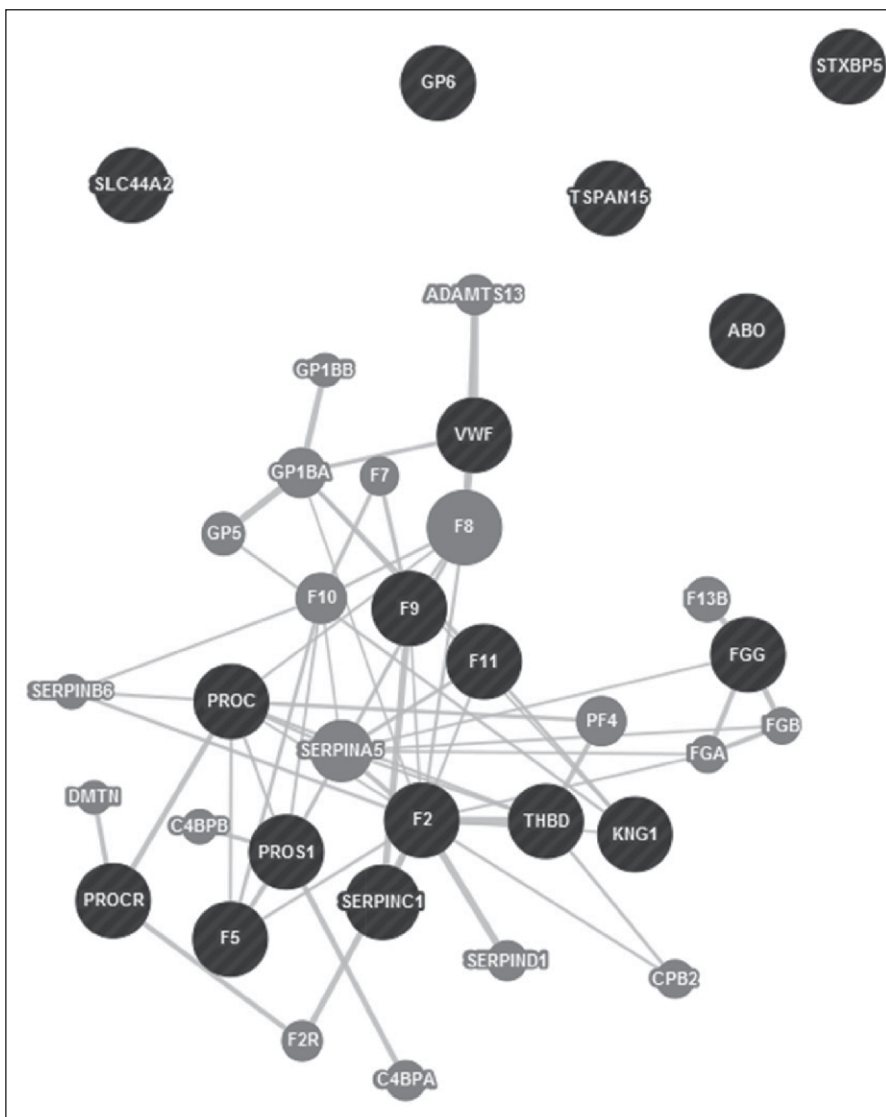 STXBP5
GP6
SLC44A2
TSPAN15
ADAMTS13
ABO
GP1BB
VWF
GP1BA
F7
F8
GP5
F10
F9
F13B
FGG
F11
SERPINB6
PROC
PF4
FGB
SERPINA5
FGA
DMTN
F2
THBD
KNG1
C4BPB
PROS1
PROCR
SERPINC1
F5
SERPIND1
CPB2
F2R
C4BPA